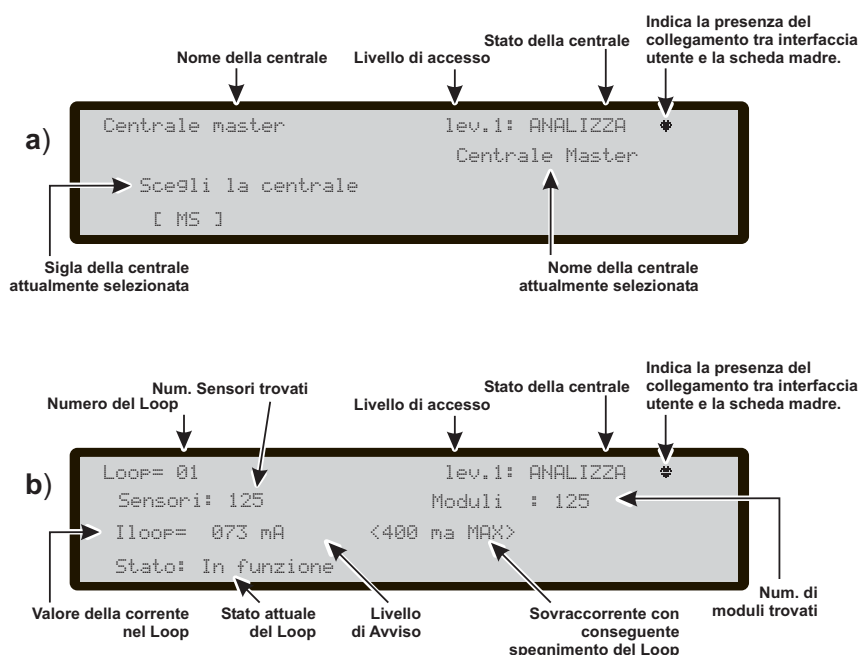 Indica la presenza del
collegamento tra interfaccia
utente e la scheda madre.
Stato della centrale
Nome della centrale
Livello di accesso
a)
Centrale master lev.1: ANALIZZA
Centrale Master
Scegli la centrale
[ MS ]
Sigla della centrale
attualmente selezionata
Nome della centrale
attualmente selezionata
Indica la presenza del
collegamento tra interfaccia
utente e la scheda madre.
Num. Sensori trovati
Stato della centrale
Numero del Loop
Livello di accesso
b)
Loop= 01 lev.1: ANALIZZA
Sensori: 125 Moduli : 125
Iloop= 073 mA <400 ma MAX>
Stato: In funzione
Num. di
moduli trovati
Valore della corrente
nel Loop
Stato attuale
del Loop
Livello
di Avviso
Sovraccorrente con
conseguente
spegnimento del Loop